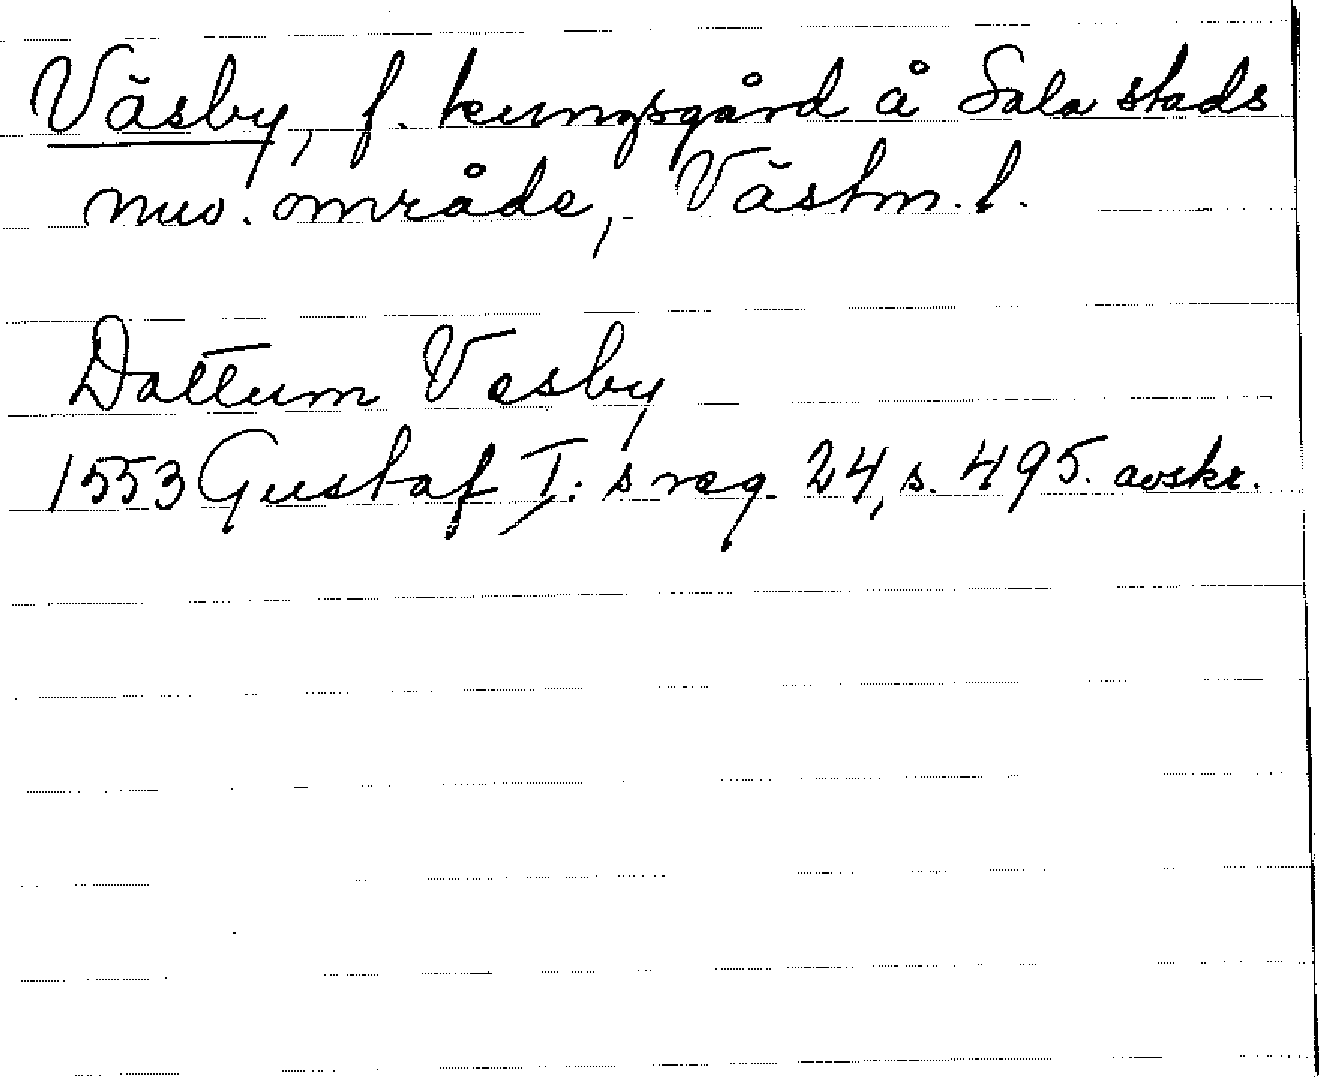 Väsby, f. kungsgård å Sala stads
nuv. område, Västm. l.
Dattum Vesby
1553 Gustaf I:s reg. 24, s. 495. avskr.